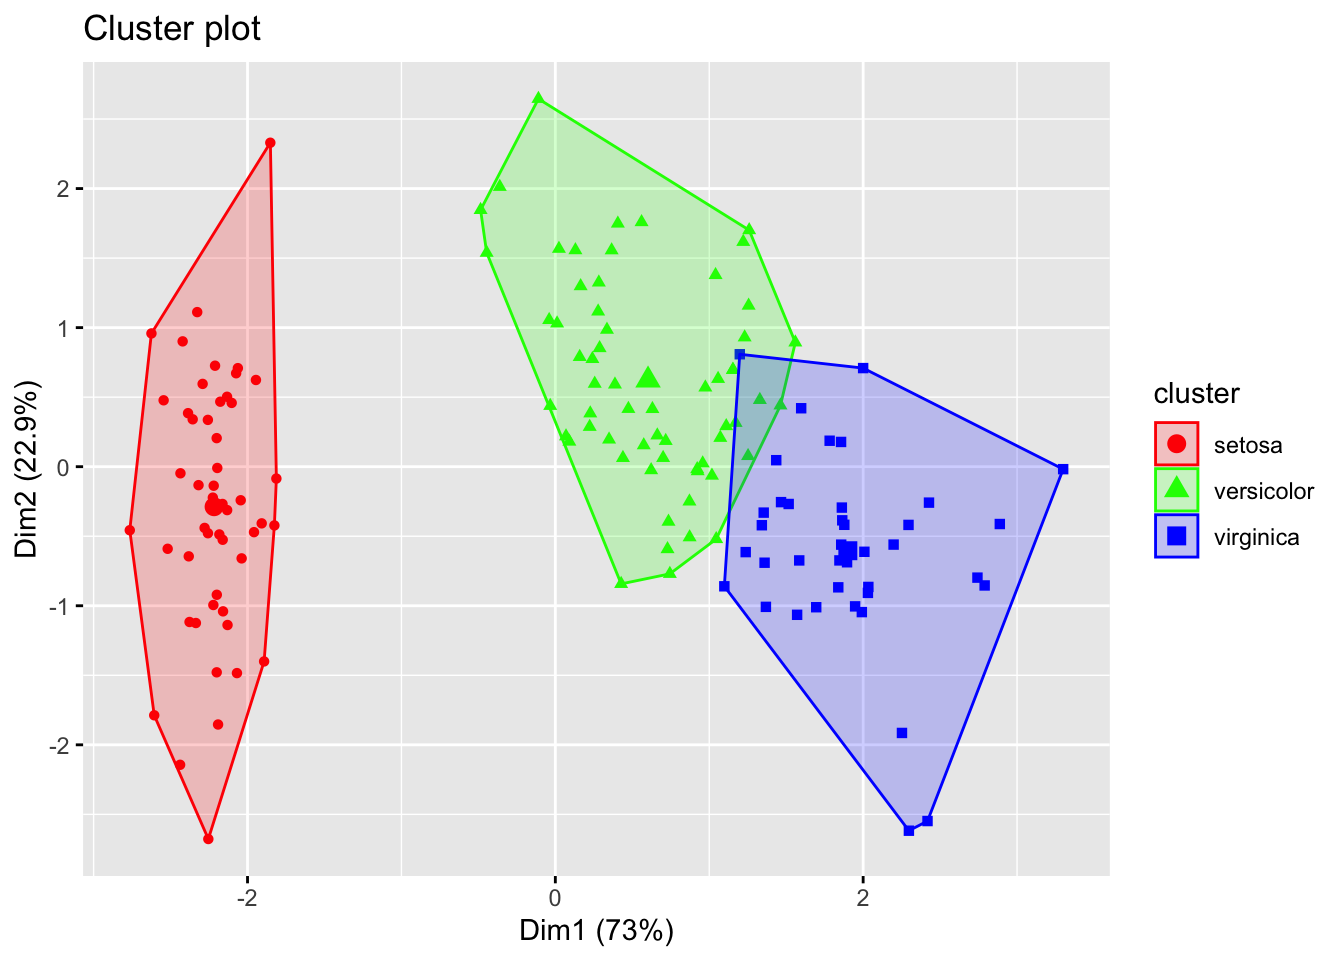 Cluster plot
2
1
0
-1
-2
Dim2 (22.9%)
-2
0
2
Dim1 (73%)
cluster
setosa
versicolor
virginica